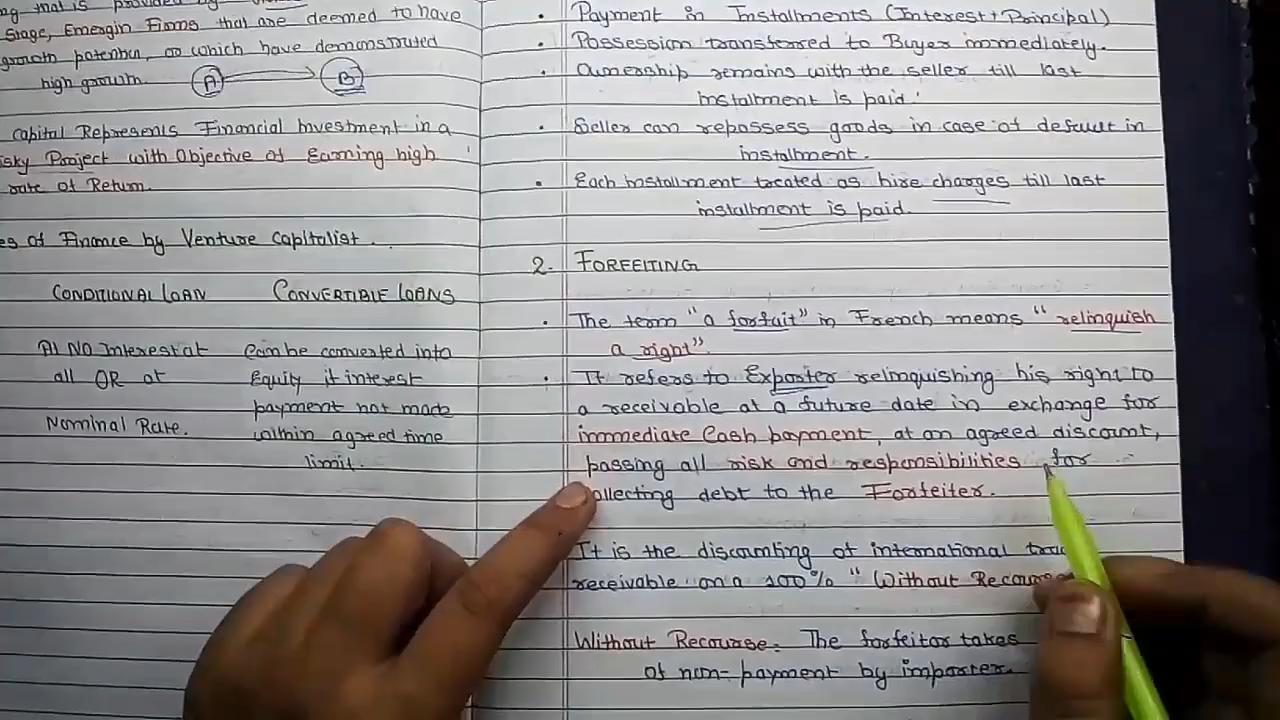 Stage, Emergin Firms that are deemed to have
growth potential, or which have demonstrated
high growth. A B
Capital Represents Financial Investment in a
Project with Objective of Earning high
rate of Return.
of Finance by Venture Capitalist.
CONDITIONAL LOAN CONVERTIBLE LOANS
At No Interest at Can be converted into
all OR at Equity if interest
payment not made
Nominal Rate. within agreed time
limit.
• Payment in Installments (Interest + Principal)
• Possession transferred to Buyer immediately.
• Ownership remains with the seller till last
installment is paid.
• Seller can repossess goods in case of default in
installment.
• Each installment treated as hire charges till last
installment is paid.
2. FORFEITING
• The term "a forfait" in French means "relinquish
a right".
• It refers to Exporter relinquishing his right to
a receivable at a future date in exchange for
immediate Cash payment, at an agreed discount,
passing all risk and responsibilities for
collecting debt to the Forfeiter.
It is the discounting of international
receivable on a 100% "Without
Without Recourse: The forfeitor takes
of non-payment by importer.